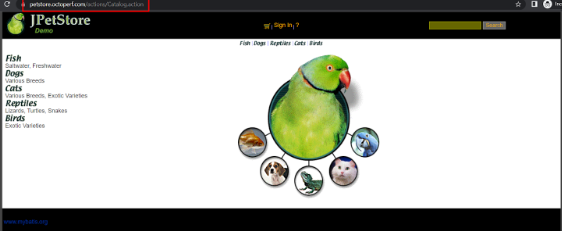 petstore.octoperf.com/actions/Catalog.action
JPetStore
Demo
Sign In | ?
Search
Fish | Dogs | Reptiles | Cats | Birds
Fish
Saltwater, Freshwater
Dogs
Various Breeds
Cats
Various Breeds, Exotic Varieties
Reptiles
Lizards, Turtles, Snakes
Birds
Exotic Varieties
www.mybatis.org